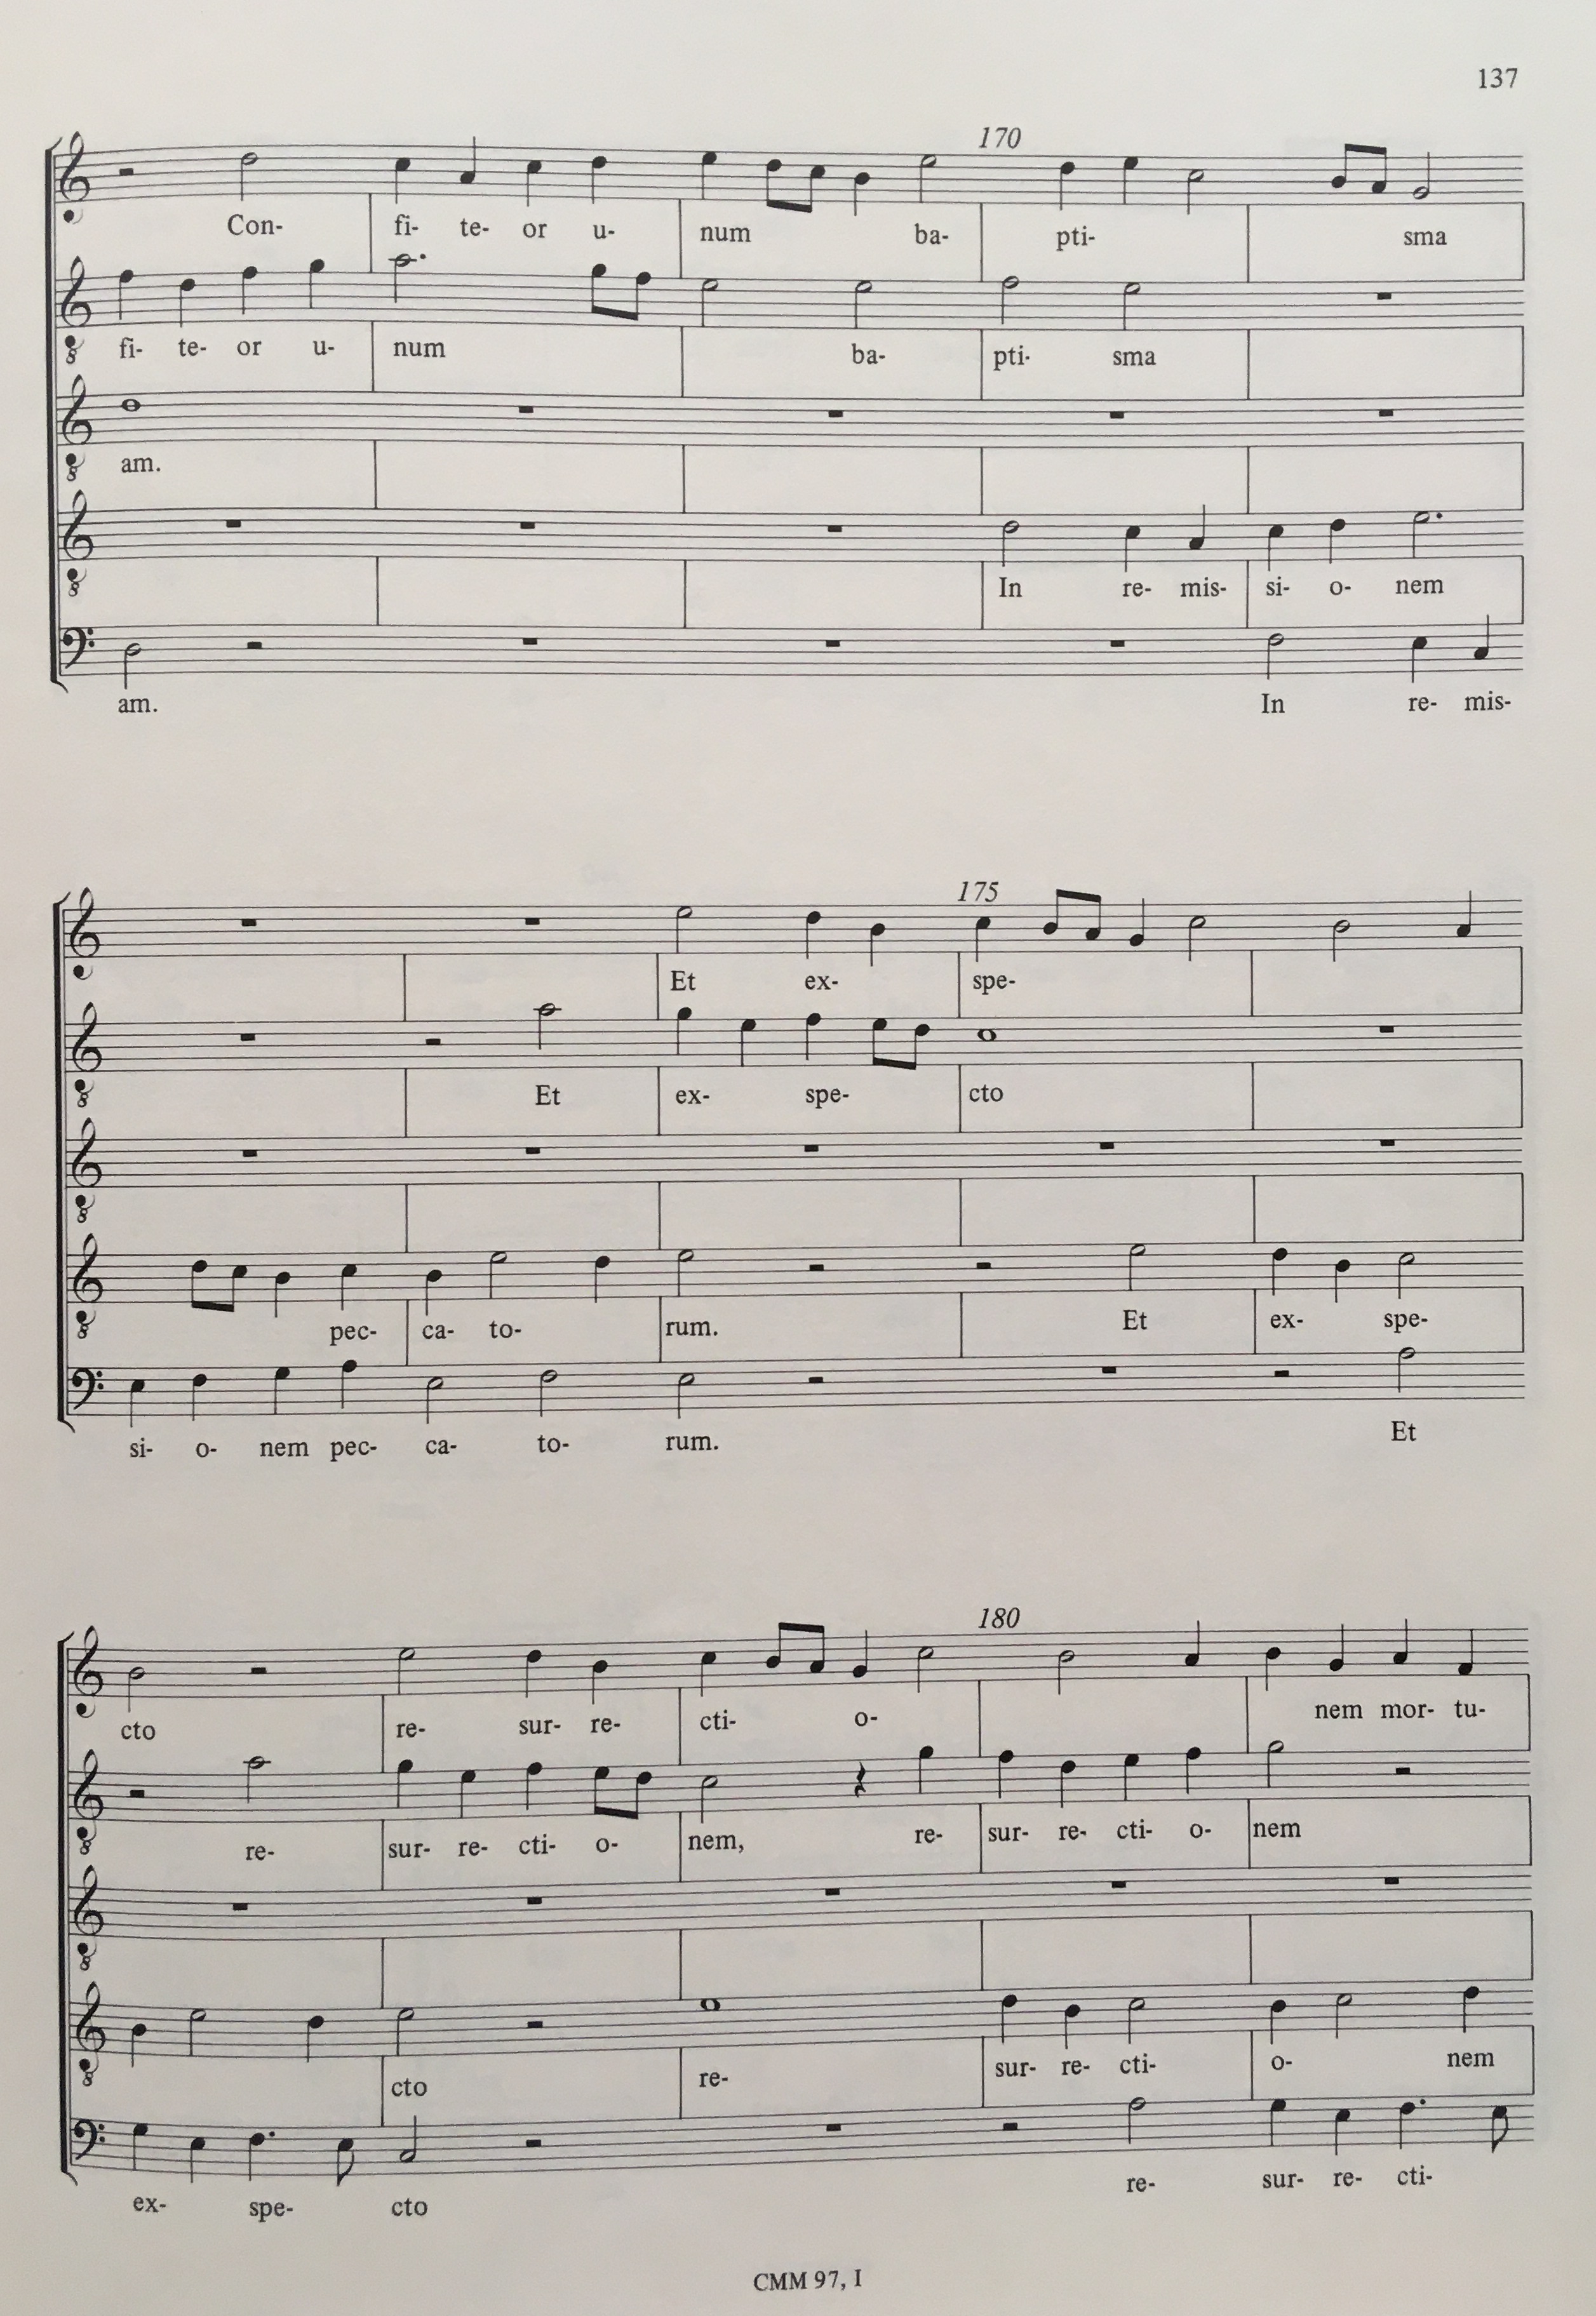 137
170
Con- fi- te- or u- num ba- pti- sma
fi- te- or u- num ba- pti- sma
am.
In re- mis- si- o- nem
am. In re- mis-
175
Et ex- spe-
Et ex- spe- cto
pec- ca- to- rum. Et ex- spe-
si- o- nem pec- ca- to- rum. Et
180
cto re- sur- re- cti- o- nem mor- tu-
re- sur- re- cti- o- nem, re- sur- re- cti- o- nem
cto re- sur- re- cti- o- nem
ex- spe- cto re- sur- re- cti-
CMM 97, I